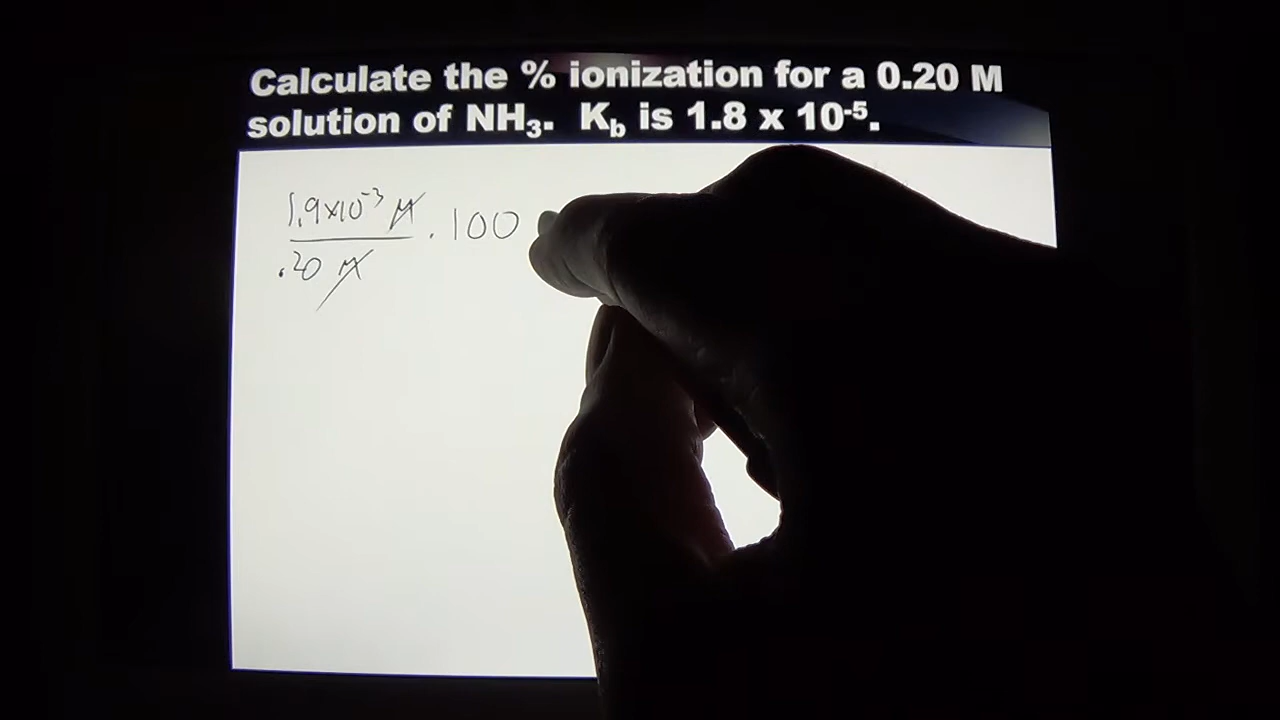 Calculate the % ionization for a 0.20 M
solution of NH₃. K_b is 1.8 x 10⁻⁵.
1.9x10⁻³ M
.20 M
· 100